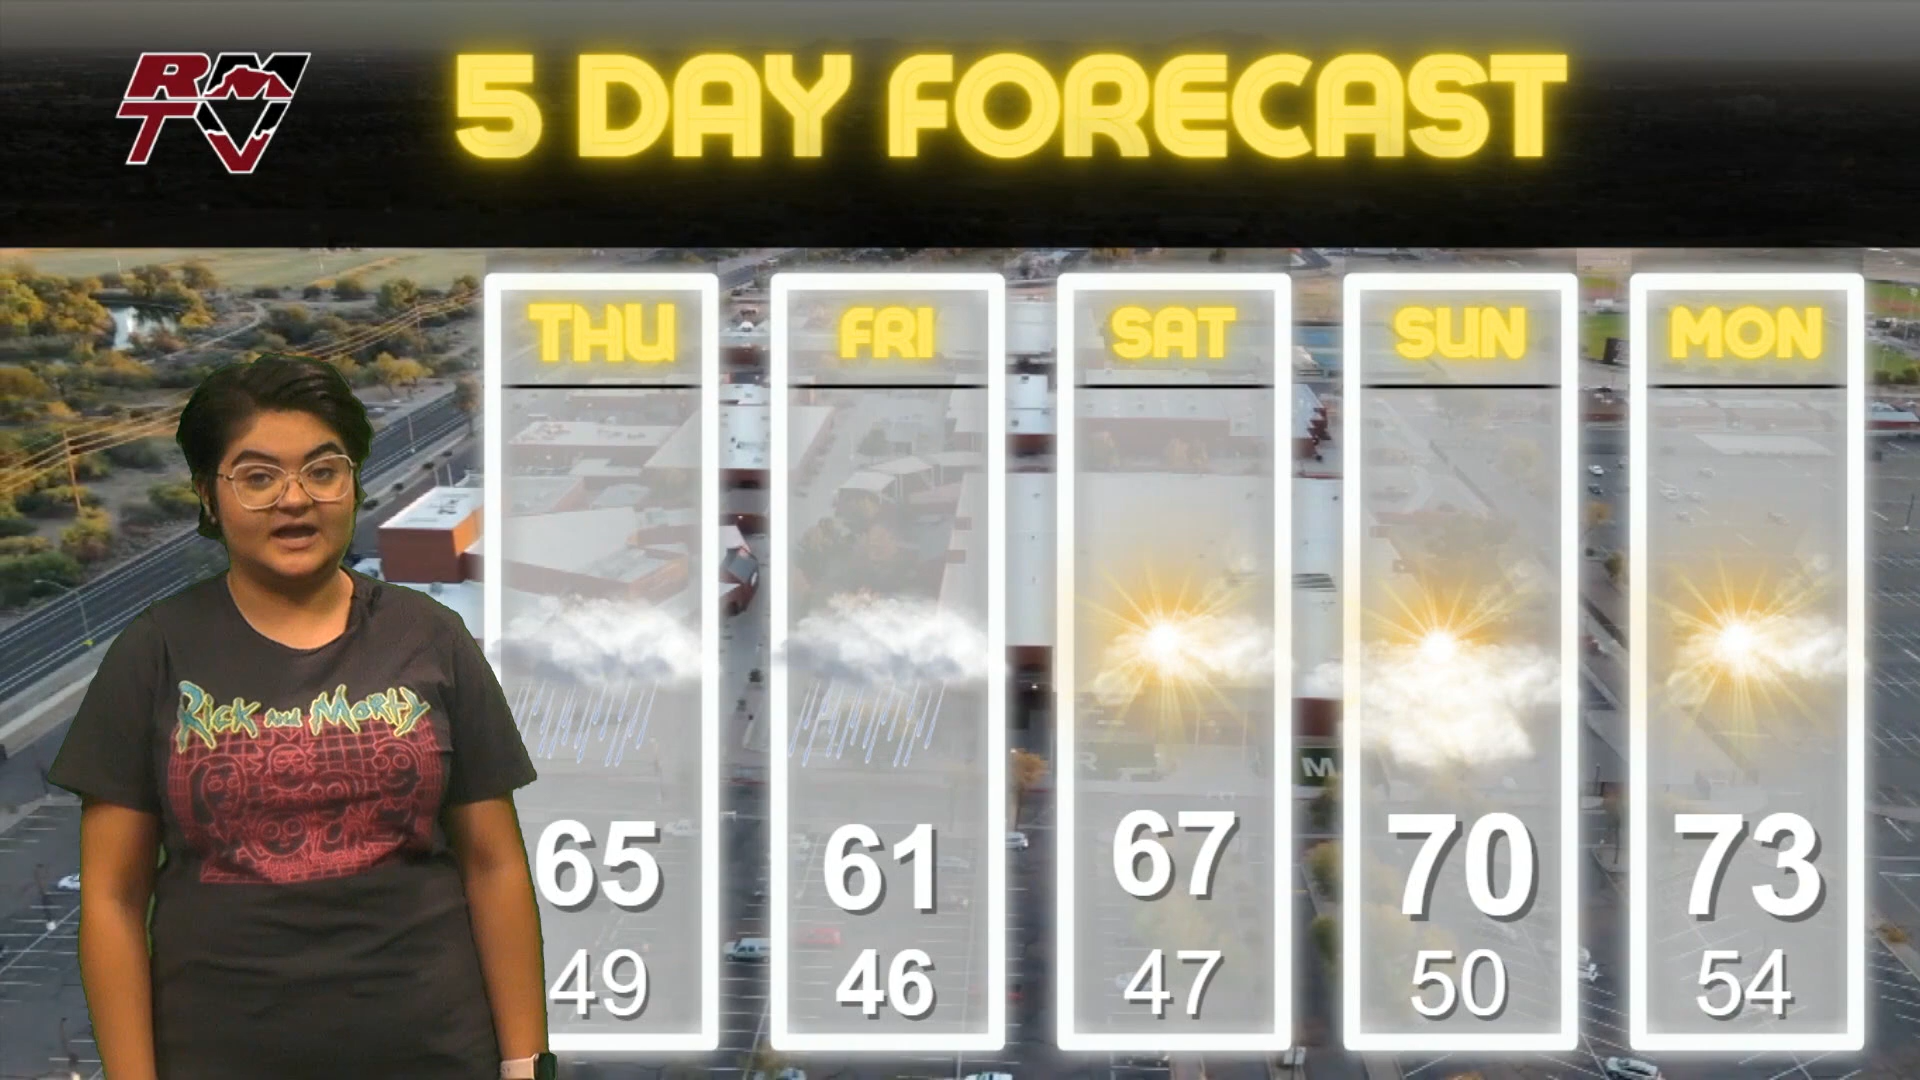 RM
TV
5 DAY FORECAST
THU
FRI
SAT
SUN
MON
RICK AND MORTY
M
65
61
67
70
73
49
46
47
50
54